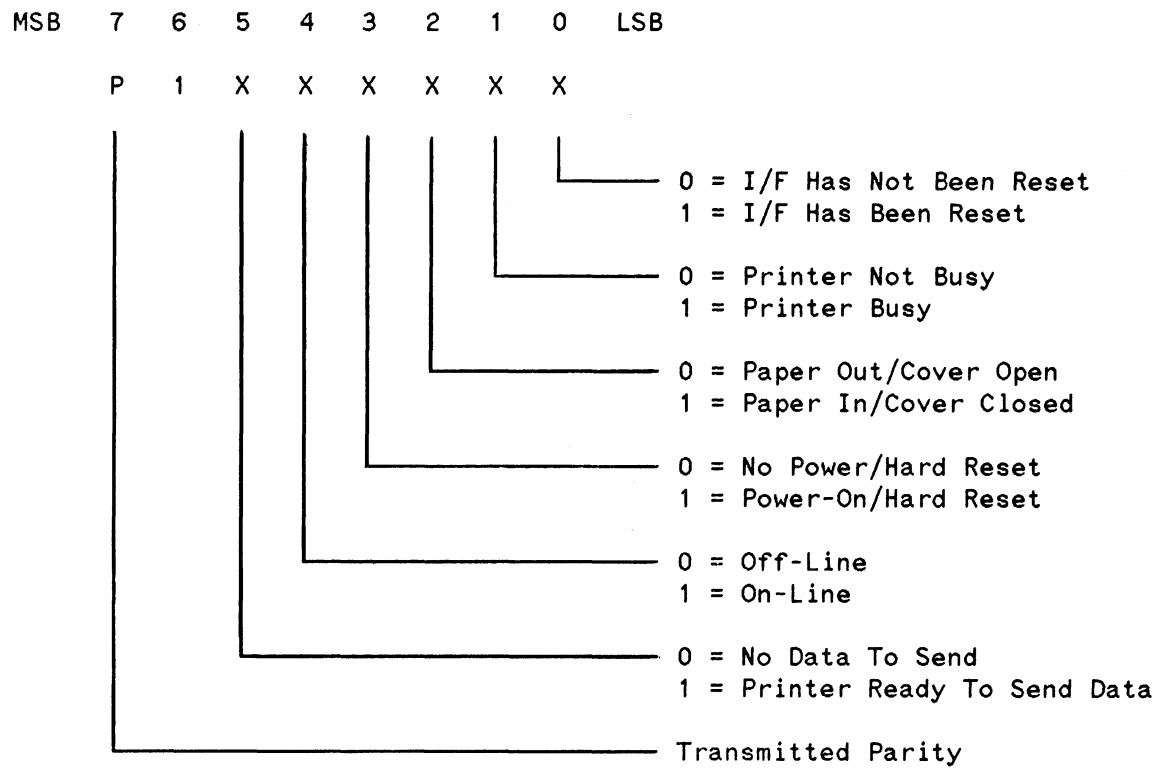 MSB 7 6 5 4 3 2 1 0 LSB
P 1 X X X X X X
0 = I/F Has Not Been Reset
1 = I/F Has Been Reset
0 = Printer Not Busy
1 = Printer Busy
0 = Paper Out/Cover Open
1 = Paper In/Cover Closed
0 = No Power/Hard Reset
1 = Power-On/Hard Reset
0 = Off-Line
1 = On-Line
0 = No Data To Send
1 = Printer Ready To Send Data
Transmitted Parity